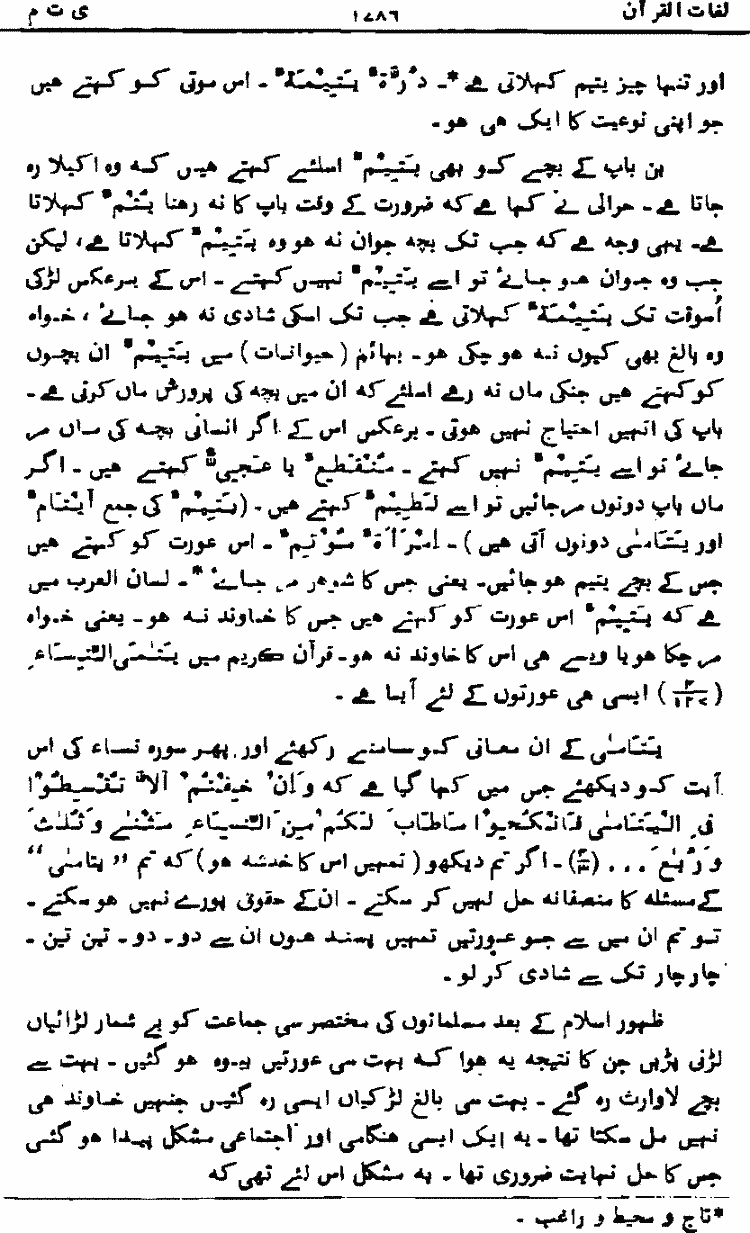 لغات القرآن ۱۷۸۶ ی ت م
اور تنہا چیز یتیم کہلاتی ہے*۔ دُرَّةٌ یَتِیْمَةٌ۔ اس موتی کو کہتے ہیں
جو اپنی نوعیت کا ایک ہی ہو۔
بن باپ کے بچے کو بھی یَتِیْمٌ اسلئے کہتے ہیں کہ وہ اکیلا رہ
جاتا ہے۔ حرالی نے کہا ہے کہ ضرورت کے وقت باپ کا نہ رہنا یُتْمٌ کہلاتا
ہے۔ یہی وجہ ہے کہ جب تک بچہ جوان نہ ہو وہ یَتِیْمٌ کہلاتا ہے، لیکن
جب وہ جوان ہو جائے تو اسے یَتِیْمٌ نہیں کہتے۔ اس کے برعکس لڑکی
اُسوقت تک یَتِیْمَةٌ کہلاتی ہے جب تک اسکی شادی نہ ہو جائے، خواہ
وہ بالغ بھی کیوں نہ ہو چکی ہو۔ بہائم (حیوانات) میں یَتِیْمٌ ان بچوں
کو کہتے ہیں جنکی ماں نہ رہے اسلئے کہ ان میں بچہ کی پرورش ماں کرتی ہے۔
باپ کی انہیں احتیاج نہیں ہوتی۔ برعکس اس کے اگر انسانی بچہ کی ماں مر
جائے تو اسے یَتِیْمٌ نہیں کہتے۔ مُنْقَطِعٌ یا عَجِیٌّ کہتے ہیں۔ اگر
ماں باپ دونوں مر جائیں تو اسے لَطِیْمٌ کہتے ہیں۔ (یَتِیْمٌ کی جمع اَیْتَامٌ
اور یَتَامٰی دونوں آتی ہیں)۔ اِمْرَأَةٌ مُوْتِمٌ۔ اس عورت کو کہتے ہیں
جس کے بچے یتیم ہو جائیں۔ یعنی جس کا شوہر مر جائے*۔ لسان العرب میں
ہے کہ یَتِیْمٌ اس عورت کو کہتے ہیں جس کا خاوند نہ ہو۔ یعنی خواہ
مر چکا ہو یا ویسے ہی اس کا خاوند نہ ہو۔ قرآن کریم میں یَتٰمَی النِّسَاءِ
(۴/۱۲۷) ایسی ہی عورتوں کے لئے آیا ہے۔
یَتَامٰی کے ان معانی کو سامنے رکھئے اور پھر سورہ نساء کی اس
آیت کو دیکھئے جس میں کہا گیا ہے کہ وَاِنْ خِفْتُمْ اَلَّا تُقْسِطُوْا
فِی الْیَتَامٰی فَانْکِحُوْا مَاطَابَ لَکُمْ مِنَ النِّسَاءِ مَثْنٰی وَثُلٰثَ
وَرُبٰعَ ... (۴/۳)۔ اگر تم دیکھو (تمہیں اس کا خدشہ ہو) کہ تم ”یتامٰی“
کے مسئلہ کا منصفانہ حل نہیں کر سکتے۔ ان کے حقوق پورے نہیں ہو سکتے۔
تو تم ان میں سے جو عورتیں تمہیں پسند ہوں ان سے دو۔ دو۔ تین تین۔
چار چار تک سے شادی کر لو۔
ظہور اسلام کے بعد مسلمانوں کی مختصر سی جماعت کو بے شمار لڑائیاں
لڑنی پڑیں جن کا نتیجہ یہ ہوا کہ بہت سی عورتیں بیوہ ہو گئیں۔ بہت سے
بچے لاوارث رہ گئے۔ بہت سی بالغ لڑکیاں ایسی رہ گئیں جنہیں خاوند ہی
نہیں مل سکتا تھا۔ یہ ایک ایسی ہنگامی اور اجتماعی مشکل پیدا ہو گئی
جس کا حل نہایت ضروری تھا۔ یہ مشکل اس لئے تھی کہ
*تاج و محیط و راغب۔